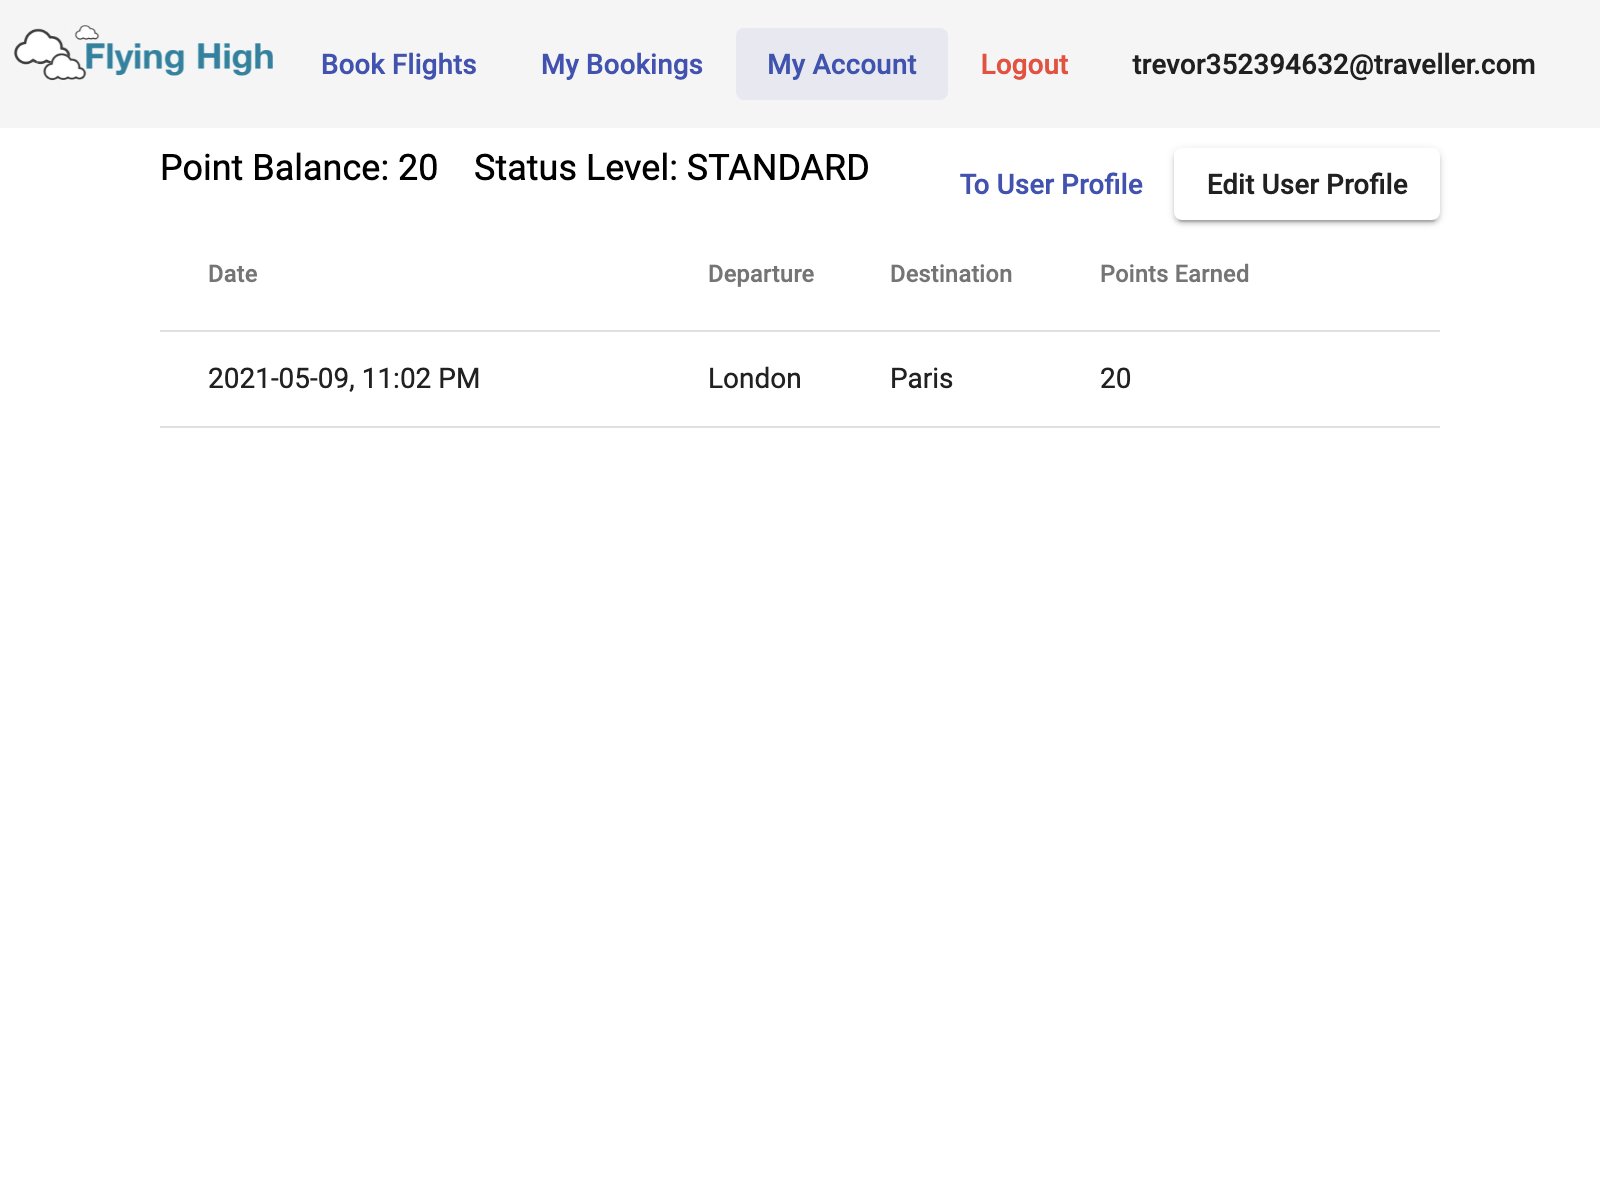 Flying High Book Flights My Bookings My Account Logout trevor352394632@traveller.com
Point Balance: 20 Status Level: STANDARD To User Profile Edit User Profile
Date Departure Destination Points Earned
2021-05-09, 11:02 PM London Paris 20